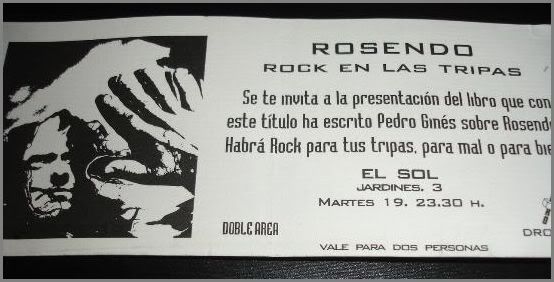 ROSENDO
ROCK EN LAS TRIPAS
Se te invita a la presentación del libro que con
este título ha escrito Pedro Ginés sobre Rosendo
Habrá Rock para tus tripas, para mal o para bie
EL SOL
JARDINES, 3
MARTES 19. 23.30 H.
DOBLE AREA
DRO
VALE PARA DOS PERSONAS